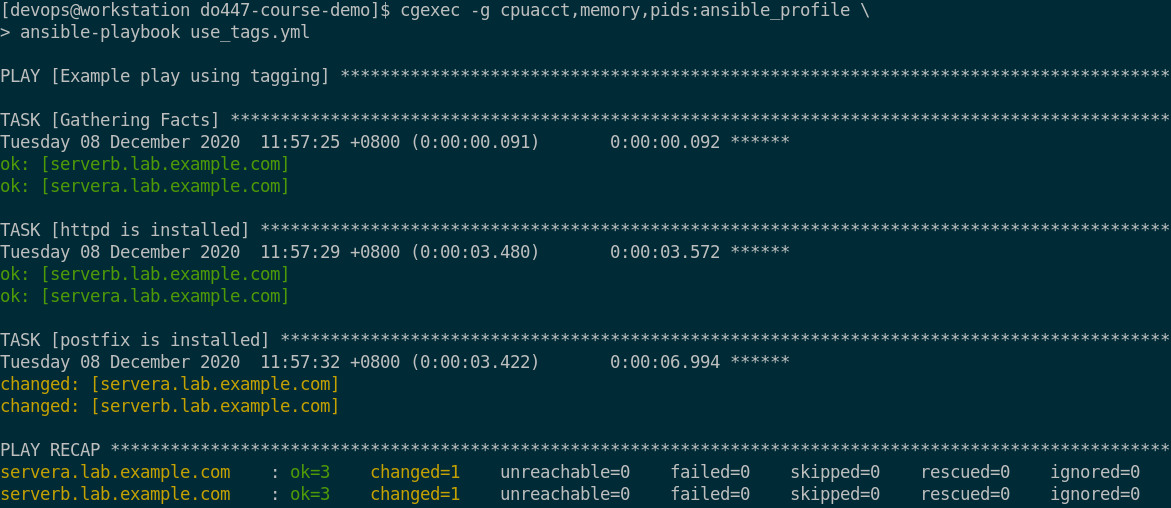 [devops@workstation do447-course-demo]$ cgexec -g cpuacct,memory,pids:ansible_profile \
> ansible-playbook use_tags.yml
PLAY [Example play using tagging] ***********************************************************************************
TASK [Gathering Facts] **********************************************************************************************
Tuesday 08 December 2020  11:57:25 +0800 (0:00:00.091)       0:00:00.092 ******
ok: [serverb.lab.example.com]
ok: [servera.lab.example.com]
TASK [httpd is installed] *******************************************************************************************
Tuesday 08 December 2020  11:57:29 +0800 (0:00:03.480)       0:00:03.572 ******
ok: [serverb.lab.example.com]
ok: [servera.lab.example.com]
TASK [postfix is installed] *****************************************************************************************
Tuesday 08 December 2020  11:57:32 +0800 (0:00:03.422)       0:00:06.994 ******
changed: [servera.lab.example.com]
changed: [serverb.lab.example.com]
PLAY RECAP **********************************************************************************************************
servera.lab.example.com    : ok=3    changed=1    unreachable=0    failed=0    skipped=0    rescued=0    ignored=0
serverb.lab.example.com    : ok=3    changed=1    unreachable=0    failed=0    skipped=0    rescued=0    ignored=0